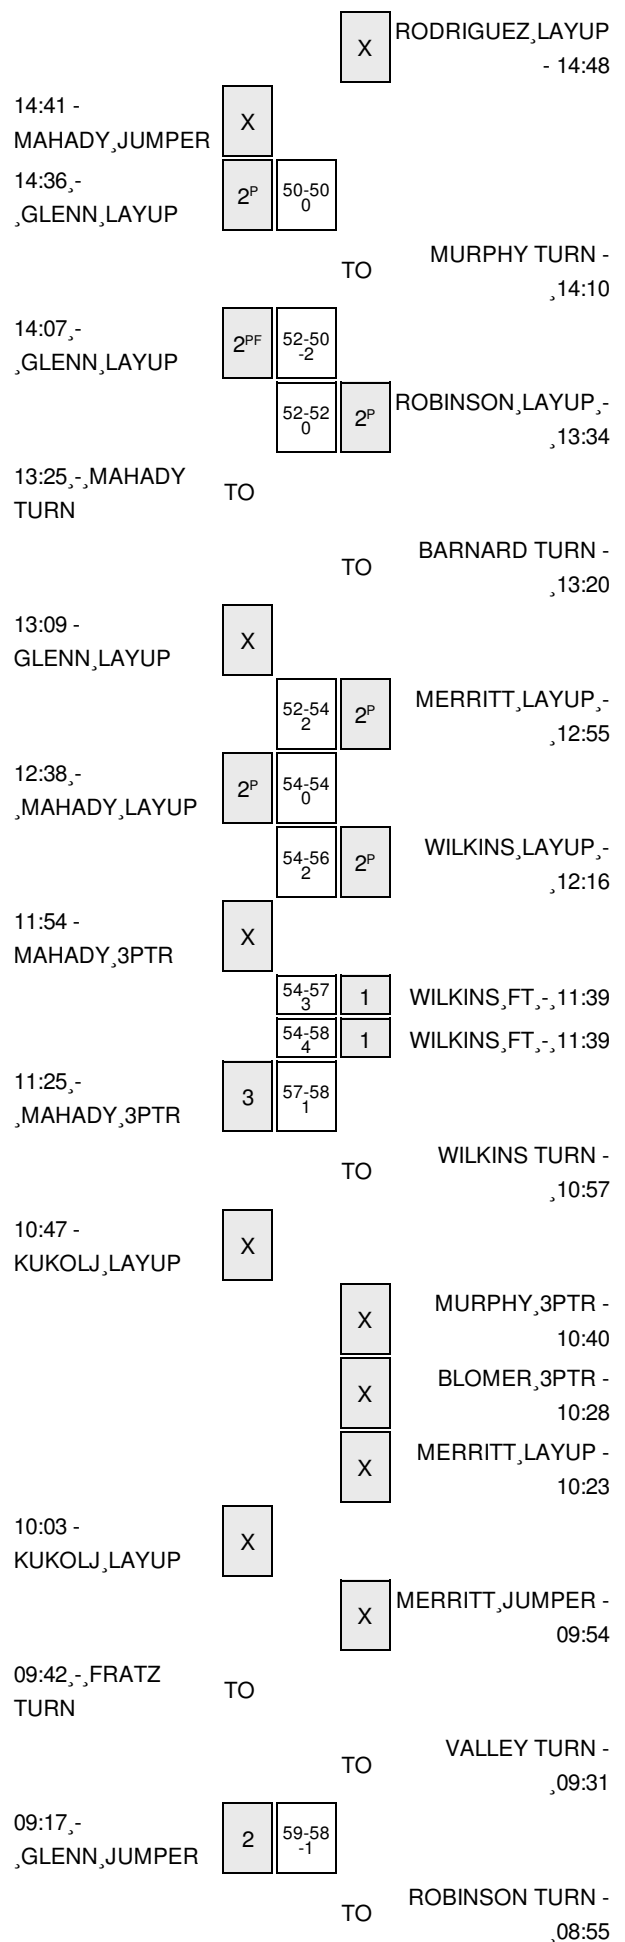 X
RODRIGUEZ¸LAYUP
- 14:48
14:41 -
MAHADY¸JUMPER
X
14:36¸-
¸GLENN¸LAYUP
2P
50-50
0
TO
MURPHY TURN -
¸14:10
14:07¸-
¸GLENN¸LAYUP
2PF
52-50
-2
52-52
0
2P
ROBINSON¸LAYUP¸-
¸13:34
13:25¸-¸MAHADY
TURN
TO
TO
BARNARD TURN -
¸13:20
13:09 -
GLENN¸LAYUP
X
52-54
2
2P
MERRITT¸LAYUP¸-
¸12:55
12:38¸-
¸MAHADY¸LAYUP
2P
54-54
0
54-56
2
2P
WILKINS¸LAYUP¸-
¸12:16
11:54 -
MAHADY¸3PTR
X
54-57
3
1
WILKINS¸FT¸-¸11:39
54-58
4
1
WILKINS¸FT¸-¸11:39
11:25¸-
¸MAHADY¸3PTR
3
57-58
1
TO
WILKINS TURN -
¸10:57
10:47 -
KUKOLJ¸LAYUP
X
X
MURPHY¸3PTR -
10:40
X
BLOMER¸3PTR -
10:28
X
MERRITT¸LAYUP -
10:23
10:03 -
KUKOLJ¸LAYUP
X
X
MERRITT¸JUMPER -
09:54
09:42¸-¸FRATZ
TURN
TO
TO
VALLEY TURN -
¸09:31
09:17¸-
¸GLENN¸JUMPER
2
59-58
-1
TO
ROBINSON TURN -
¸08:55